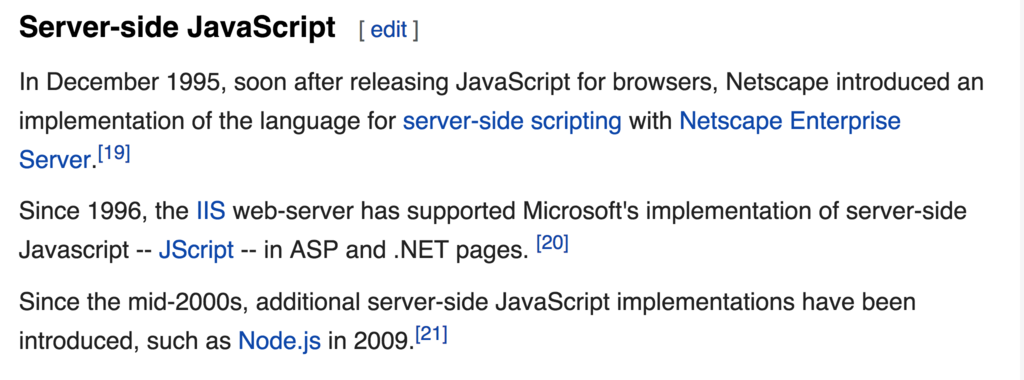 Server-side JavaScript [ edit ]
In December 1995, soon after releasing JavaScript for browsers, Netscape introduced an
implementation of the language for server-side scripting with Netscape Enterprise
Server.[19]
Since 1996, the IIS web-server has supported Microsoft's implementation of server-side
Javascript -- JScript -- in ASP and .NET pages. [20]
Since the mid-2000s, additional server-side JavaScript implementations have been
introduced, such as Node.js in 2009.[21]